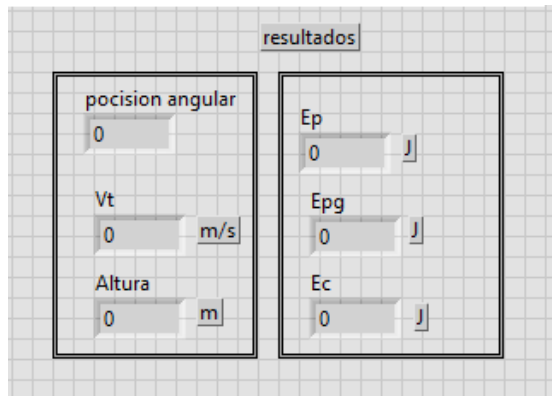 resultados
pocision angular
0
Vt
0 m/s
Altura
0 m
Ep
0 J
Epg
0 J
Ec
0 J